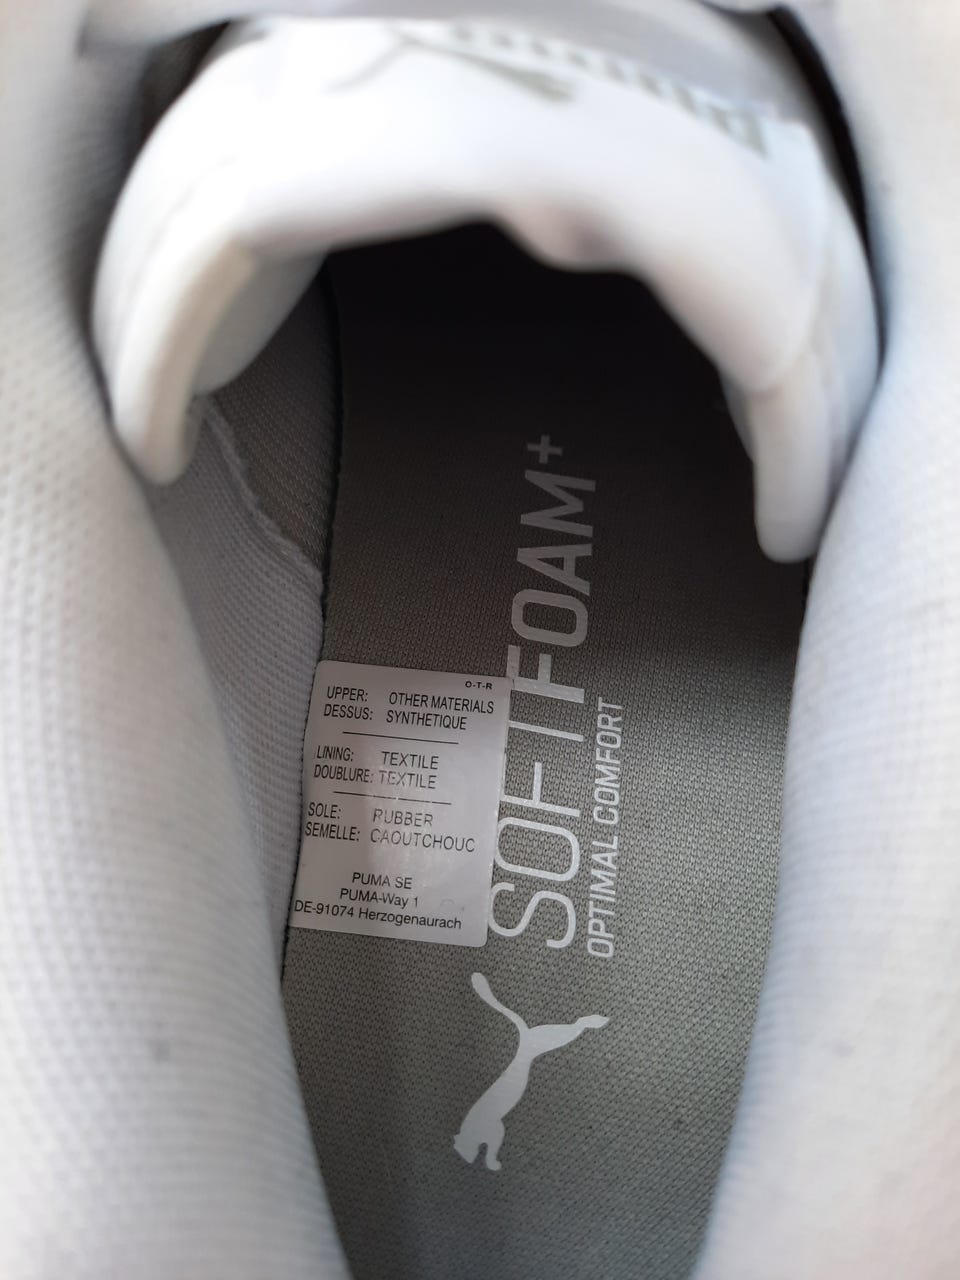 O-T-R
UPPER: OTHER MATERIALS
DESSUS: SYNTHETIQUE
LINING: TEXTILE
DOUBLURE: TEXTILE
SOLE: RUBBER
SEMELLE: CAOUTCHOUC
PUMA SE
PUMA-Way 1
DE-91074 Herzogenaurach
SOFTFOAM+
OPTIMAL COMFORT